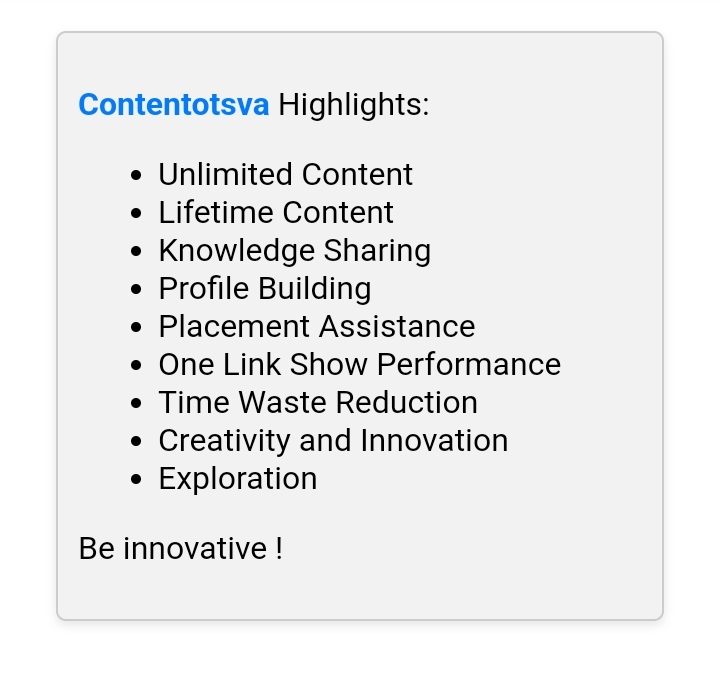 Contentotsva Highlights:
• Unlimited Content
• Lifetime Content
• Knowledge Sharing
• Profile Building
• Placement Assistance
• One Link Show Performance
• Time Waste Reduction
• Creativity and Innovation
• Exploration
Be innovative !